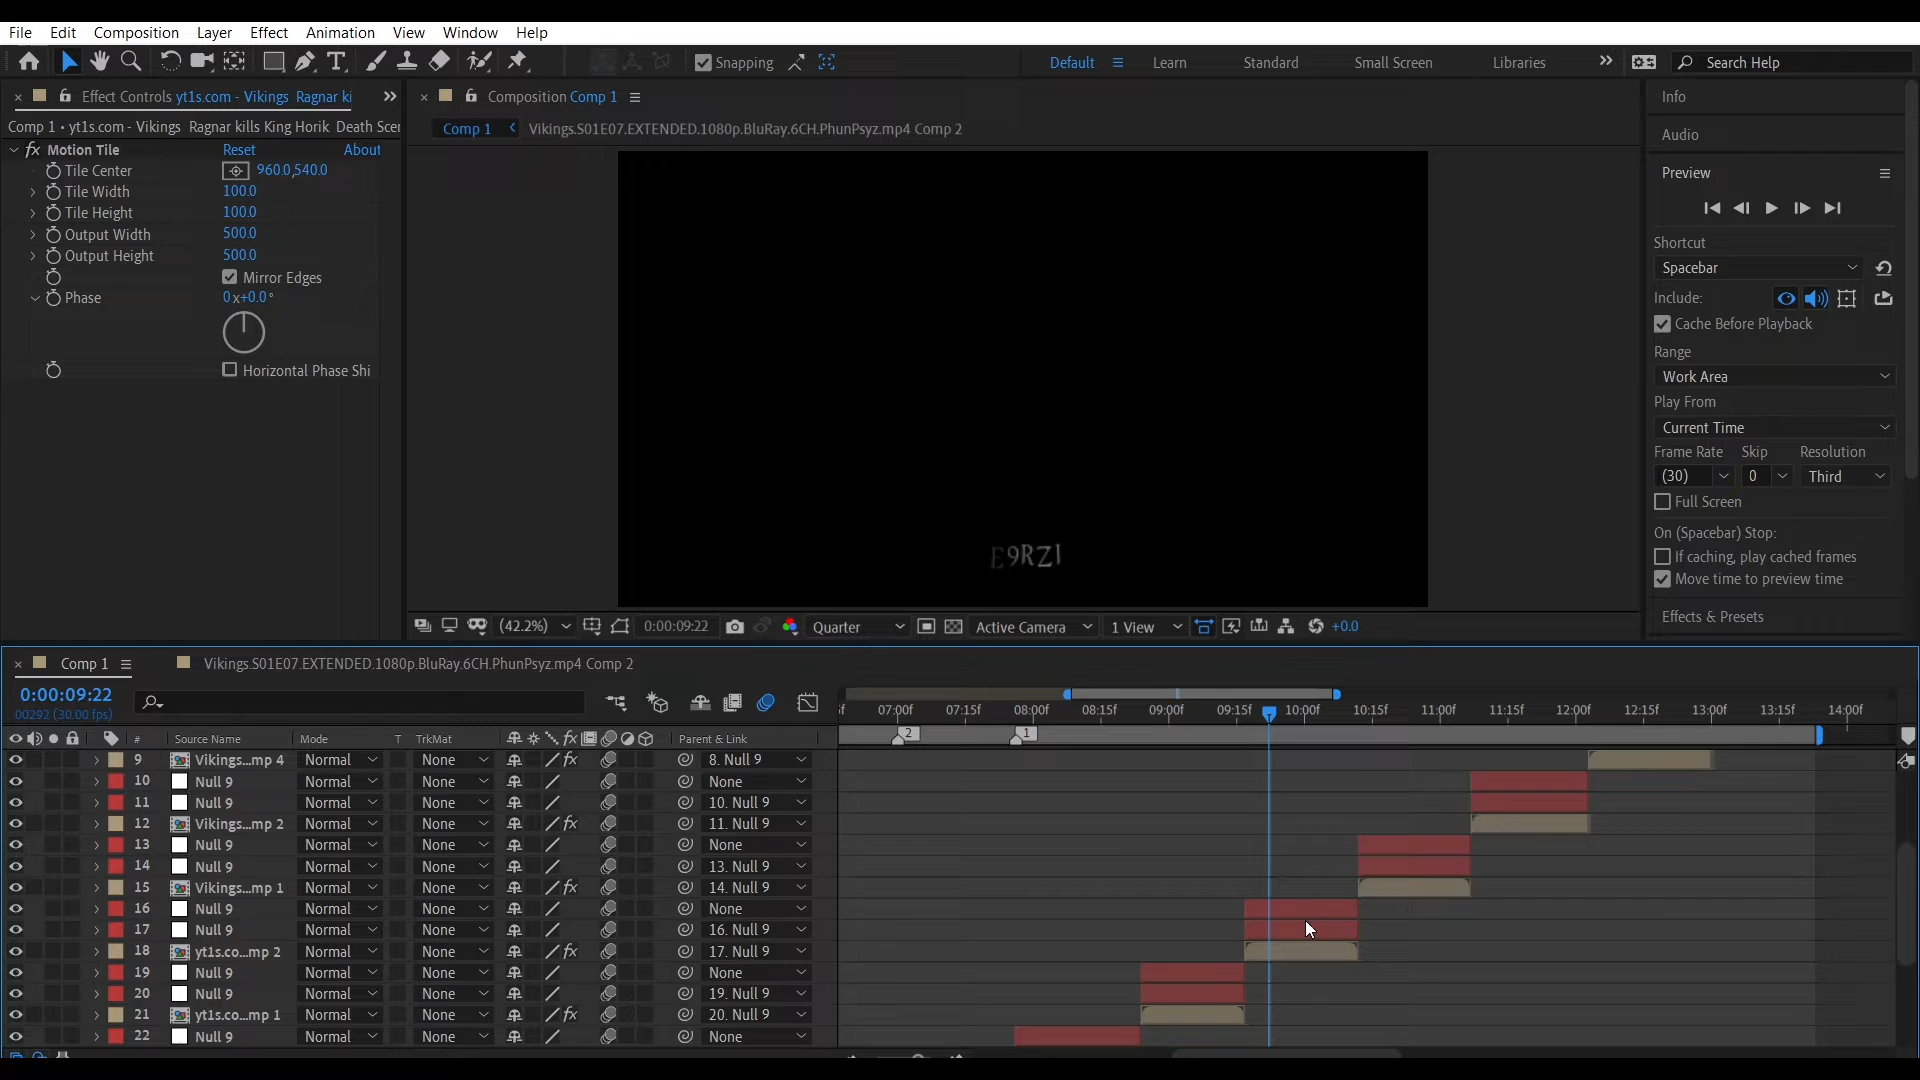 File Edit Composition Layer Effect Animation View Window Help
Snapping Default Learn Standard Small Screen Libraries Search Help
Effect Controls yt1s.com - Vikings Ragnar ki
Comp 1 • yt1s.com - Vikings Ragnar kills King Horik Death Scer
fx Motion Tile Reset About
Tile Center 960.0,540.0
Tile Width 100.0
Tile Height 100.0
Output Width 500.0
Output Height 500.0
Mirror Edges
Phase 0x+0.0°
Horizontal Phase Shi
Composition Comp 1
Comp 1 Vikings.S01E07.EXTENDED.1080p.BluRay.6CH.PhunPsyz.mp4 Comp 2
E9RZI
(42.2%) 0:00:09:22 Quarter Active Camera 1 View +0.0
Info
Audio
Preview
Shortcut
Spacebar
Include:
Cache Before Playback
Range
Work Area
Play From
Current Time
Frame Rate Skip Resolution
(30) 0 Third
Full Screen
On (Spacebar) Stop:
If caching, play cached frames
Move time to preview time
Effects & Presets
Comp 1 Vikings.S01E07.EXTENDED.1080p.BluRay.6CH.PhunPsyz.mp4 Comp 2
0:00:09:22
00292 (30.00 fps)
07:00f 07:15f 08:00f 08:15f 09:00f 09:15f 10:00f 10:15f 11:00f 11:15f 12:00f 12:15f 13:00f 13:15f 14:00f
2 1
# Source Name Mode T TrkMat fx Parent & Link
9 Vikings...mp 4 Normal None fx 8. Null 9
10 Null 9 Normal None None
11 Null 9 Normal None 10. Null 9
12 Vikings...mp 2 Normal None fx 11. Null 9
13 Null 9 Normal None None
14 Null 9 Normal None 13. Null 9
15 Vikings...mp 1 Normal None fx 14. Null 9
16 Null 9 Normal None None
17 Null 9 Normal None 16. Null 9
18 yt1s.co...mp 2 Normal None fx 17. Null 9
19 Null 9 Normal None None
20 Null 9 Normal None 19. Null 9
21 yt1s.co...mp 1 Normal None fx 20. Null 9
22 Null 9 Normal None None